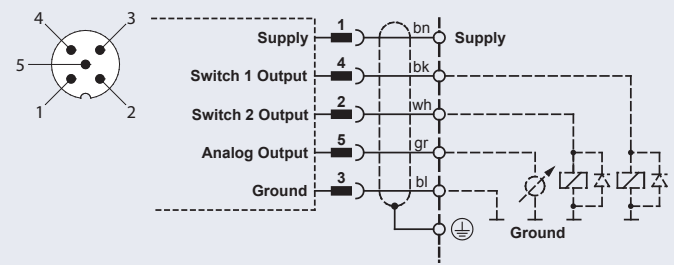 4 3
5
1 2
Supply 1 bn Supply
Switch 1 Output 4 bk
Switch 2 Output 2 wh
Analog Output 5 gr
Ground 3 bl
Ground